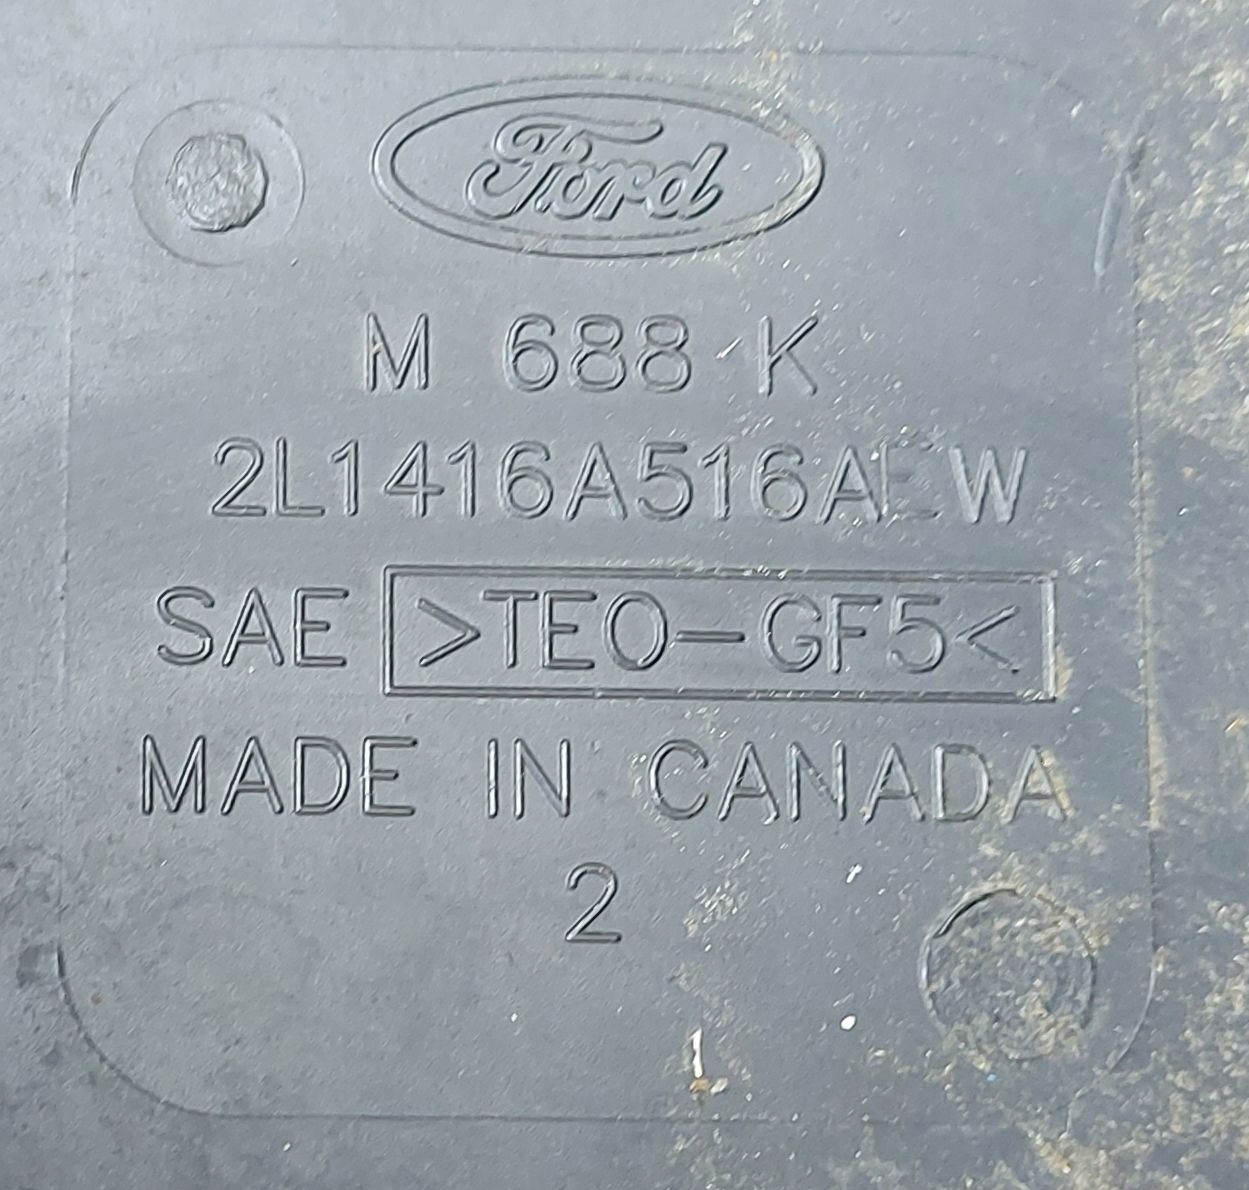 Ford
M 688 K
2L1416A516AEW
SAE >TEO-GF5<
MADE IN CANADA
2